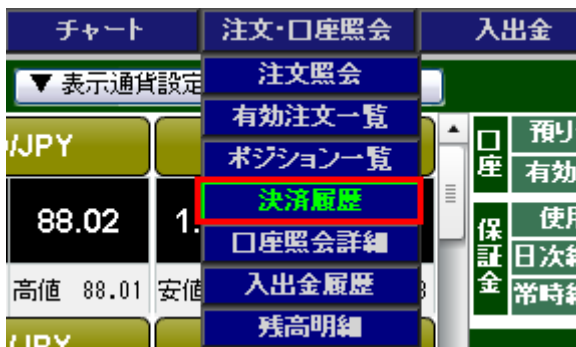 チャート 注文・口座照会 入出金
▼ 表示通貨設定
注文照会
有効注文一覧
ポジション一覧
決済履歴
口座照会詳細
入出金履歴
残高明細
/JPY
88.02 1.
高値 88.01 安値
/JPY
口座
預り
有効
保証金
使用
日次
常時